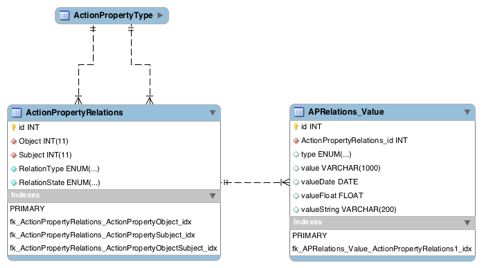 ActionPropertyType
ActionPropertyRelations
id INT
Object INT(11)
Subject INT(11)
RelationType ENUM(...)
RelationState ENUM(...)
Indexes
PRIMARY
fk_ActionPropertyRelations_ActionPropertyObject_idx
fk_ActionPropertyRelations_ActionPropertySubject_idx
fk_ActionPropertyRelations_ActionPropertyObjectSubject_idx
APRelations_Value
id INT
ActionPropertyRelations_id INT
type ENUM(...)
value VARCHAR(1000)
valueDate DATE
valueFloat FLOAT
valueString VARCHAR(200)
Indexes
PRIMARY
fk_APRelations_Value_ActionPropertyRelations1_idx